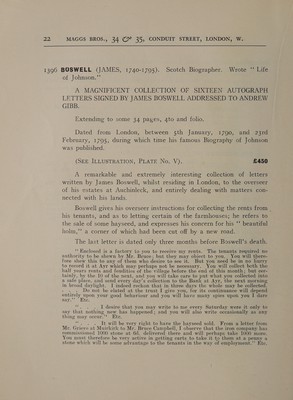 22 MAGGS BROS., 34 & 35, CONDUIT STREET, LONDON, W.
1396 BOSWELL (JAMES, 1740-1795). Scotch Biographer. Wrote "Life
of Johnson."
A MAGNIFICENT COLLECTION OF SIXTEEN AUTOGRAPH
LETTERS SIGNED BY JAMES BOSWELL ADDRESSED TO ANDREW
GIBB.
Extending to some 34 pages, 4to and folio.
Dated from London, between 5th January, 1790, and 23rd
February, 1795, during which time his famous Biography of Johnson
was published.
(SEE ILLUSTRATION, PLATE NO. V). £450
A remarkable and extremely interesting collection of letters
written by James Boswell, whilst residing in London, to the overseer
of his estates at Auchinleck, and entirely dealing with matters con-
nected with his lands.
Boswell gives his overseer instructions for collecting the rents from
his tenants, and as to letting certain of the farmhouses; he refers to
the sale of some hayseed, and expresses his concern for his "beautiful
holm," a corner of which had been cut off by a new road.
The last letter is dated only three months before Boswell's death.
"Enclosed is a factory to you to receive my rents. The tenants required no
authority to be shown by Mr. Bruce; but they may object to you. You will there-
fore show this to any of them who desire to see it. But you need be in no hurry
to record it at Ayr which may perhaps not be necessary. You will collect both the
half years rents and feuduties of the village before the end of this month; but cer-
tainly, by the 3rd of the next, and you will take care to put what you collected into
a safe place, and send every day's collection to the Bank at Ayr, the next morning
in broad daylight. I indeed reckon that in three days the whole may be collected.
. . . Do not be elated at the trust I give you, for its continuance will depend
entirely upon your good behaviour and you will have many eyes upon you I dare
say." Etc.
". . . I desire that you may write to me every Saturday were it only to
say that nothing new has happened; and you will also write occasionally as any
thing may occur." Etc.
". . . It will be very right to have the hayseed sold. From a letter from
Mr. Grieve at Muirkirk to Mr. Bruce Campbell, I observe that the iron company has
commissioned 1000 stone at 6d. delivered there and will perhaps take 1000 more.
You must therefore be very active in getting carts to take it to them at a penny a
stone which will be some advantage to the tenants in the way of employment." Etc.